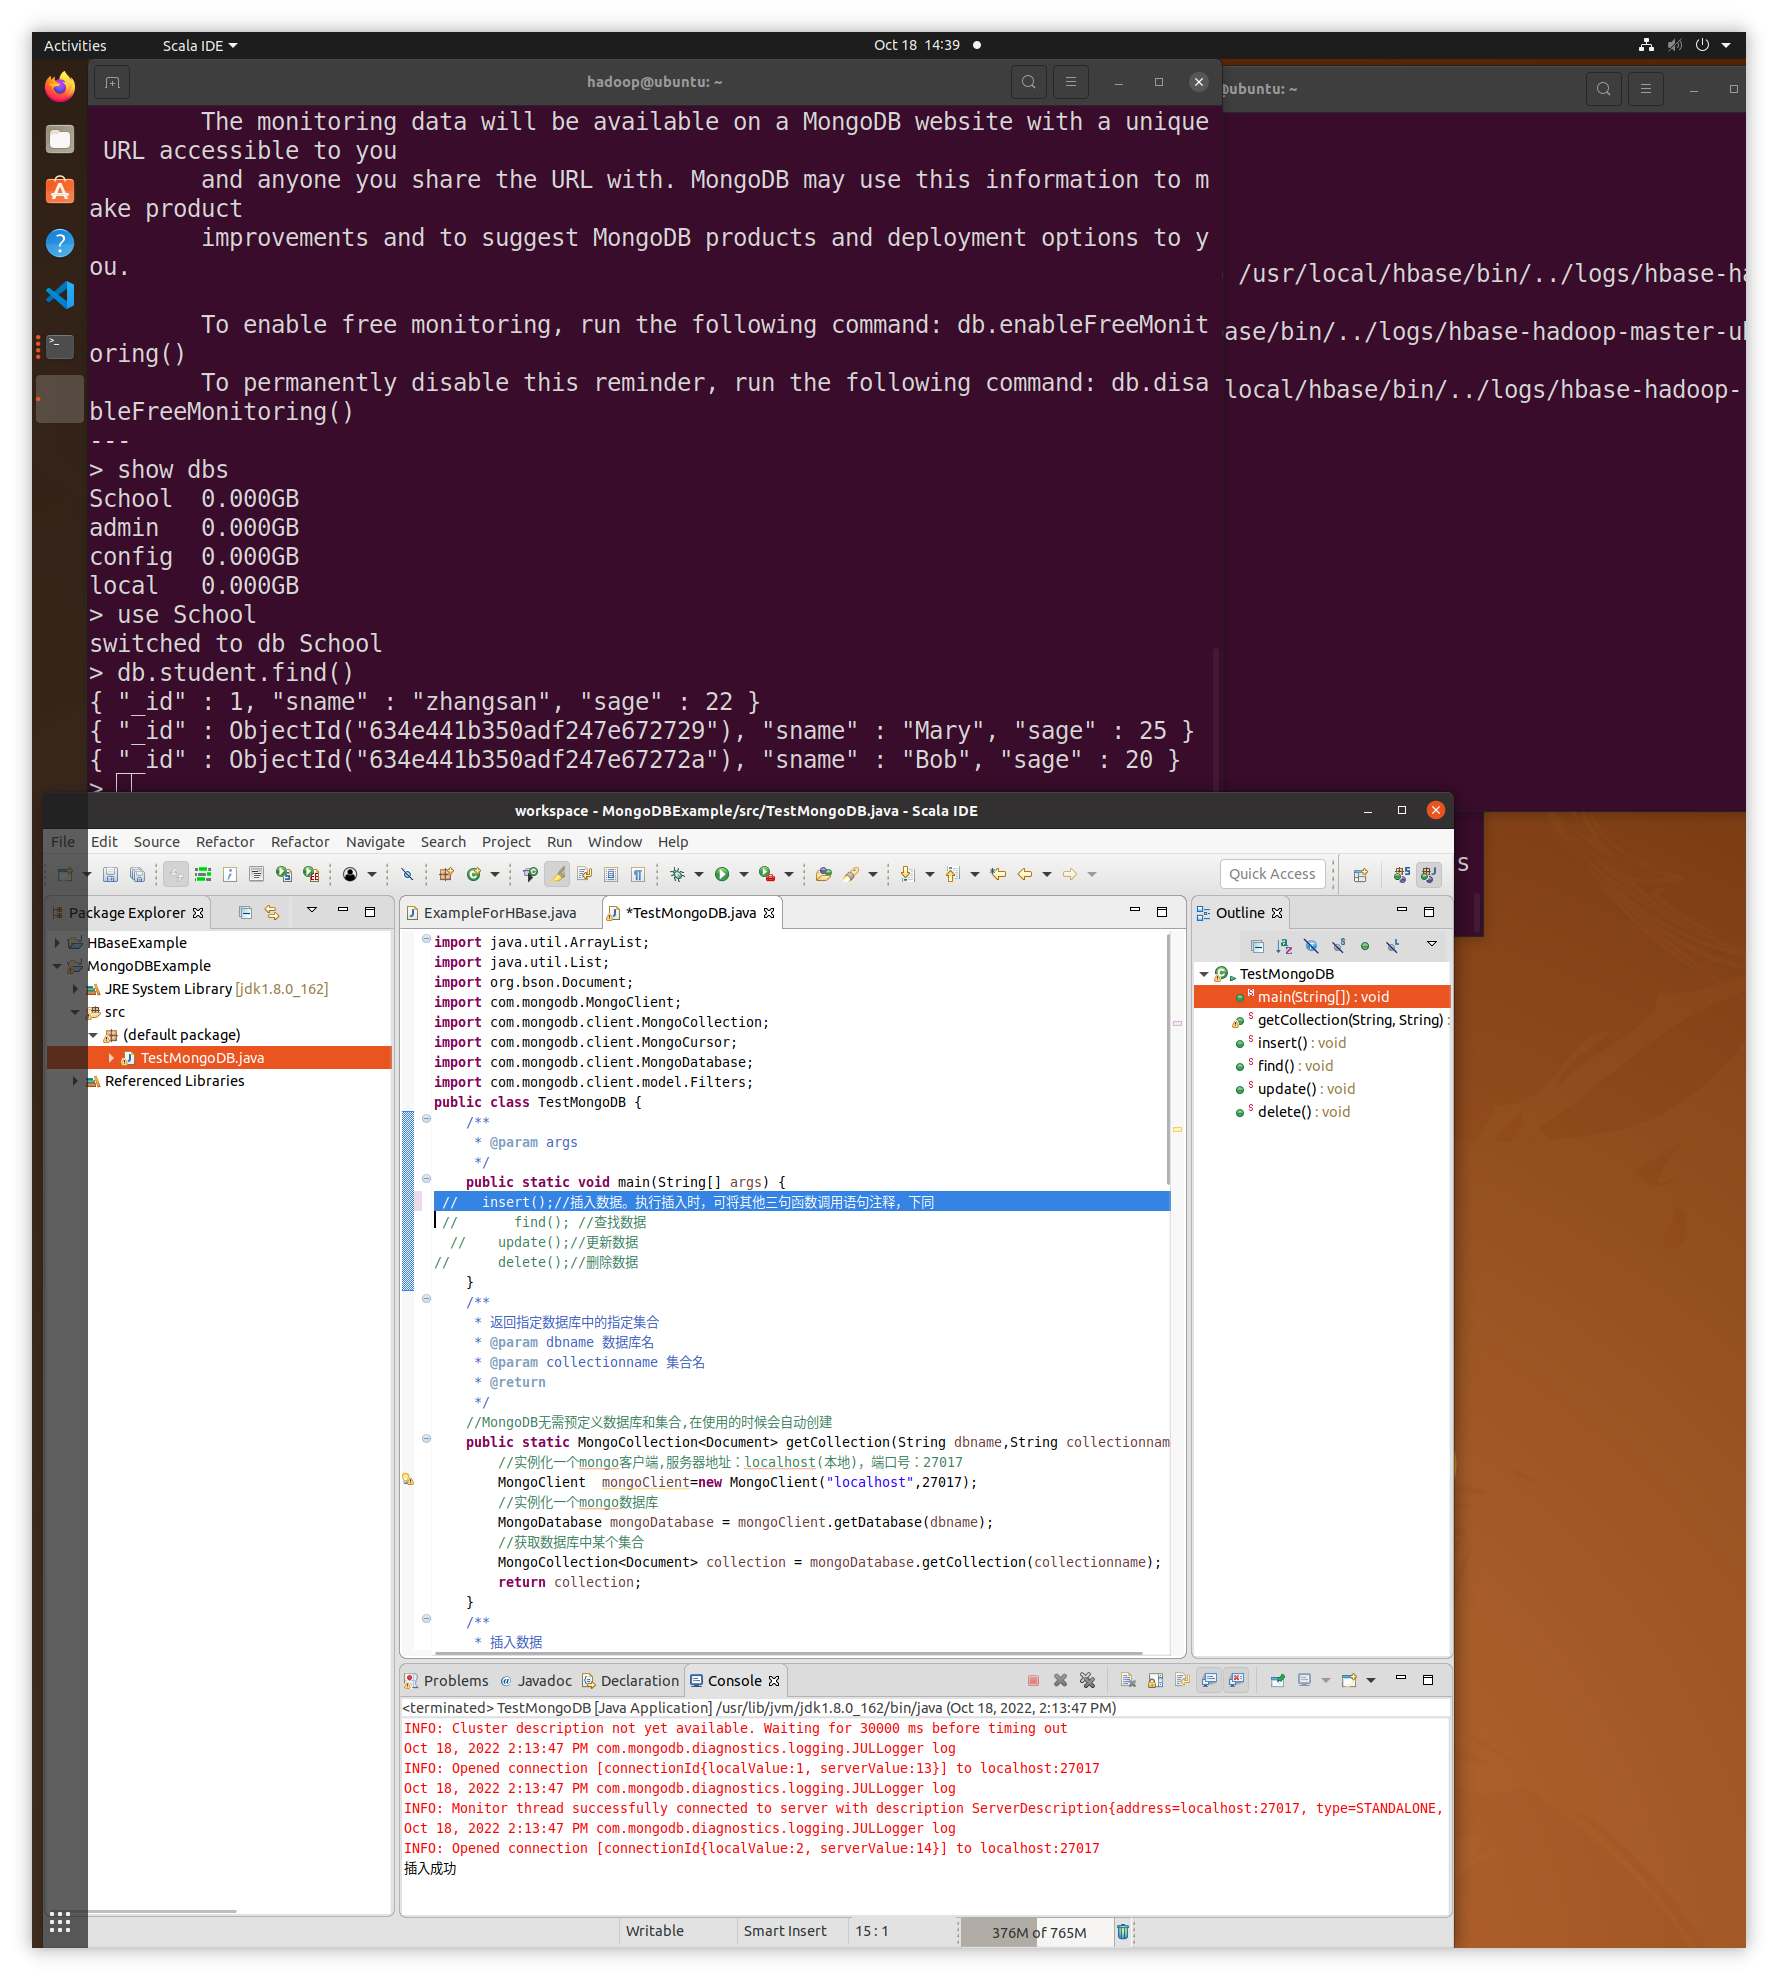 Activities
Scala IDE
Oct 18 14:39
hadoop@ubuntu: ~
@ubuntu: ~
The monitoring data will be available on a MongoDB website with a unique
URL accessible to you
and anyone you share the URL with. MongoDB may use this information to m
ake product
improvements and to suggest MongoDB products and deployment options to y
ou.
To enable free monitoring, run the following command: db.enableFreeMonit
oring()
To permanently disable this reminder, run the following command: db.disa
bleFreeMonitoring()
---
> show dbs
School  0.000GB
admin   0.000GB
config  0.000GB
local   0.000GB
> use School
switched to db School
> db.student.find()
{ "_id" : 1, "sname" : "zhangsan", "sage" : 22 }
{ "_id" : ObjectId("634e441b350adf247e672729"), "sname" : "Mary", "sage" : 25 }
{ "_id" : ObjectId("634e441b350adf247e67272a"), "sname" : "Bob", "sage" : 20 }
>
/usr/local/hbase/bin/../logs/hbase-ha
ase/bin/../logs/hbase-hadoop-master-ub
local/hbase/bin/../logs/hbase-hadoop-
s
workspace - MongoDBExample/src/TestMongoDB.java - Scala IDE
File Edit Source Refactor Refactor Navigate Search Project Run Window Help
Quick Access
Package Explorer
HBaseExample
MongoDBExample
JRE System Library [jdk1.8.0_162]
src
(default package)
TestMongoDB.java
Referenced Libraries
ExampleForHBase.java
*TestMongoDB.java
import java.util.ArrayList;
import java.util.List;
import org.bson.Document;
import com.mongodb.MongoClient;
import com.mongodb.client.MongoCollection;
import com.mongodb.client.MongoCursor;
import com.mongodb.client.MongoDatabase;
import com.mongodb.client.model.Filters;
public class TestMongoDB {
/**
* @param args
*/
public static void main(String[] args) {
//   insert();//插入数据。执行插入时，可将其他三句函数调用语句注释，下同
//       find(); //查找数据
//    update();//更新数据
//      delete();//删除数据
}
/**
* 返回指定数据库中的指定集合
* @param dbname 数据库名
* @param collectionname 集合名
* @return
*/
//MongoDB无需预定义数据库和集合,在使用的时候会自动创建
public static MongoCollection<Document> getCollection(String dbname,String collectionnam
//实例化一个mongo客户端,服务器地址：localhost(本地)，端口号：27017
MongoClient  mongoClient=new MongoClient("localhost",27017);
//实例化一个mongo数据库
MongoDatabase mongoDatabase = mongoClient.getDatabase(dbname);
//获取数据库中某个集合
MongoCollection<Document> collection = mongoDatabase.getCollection(collectionname);
return collection;
}
/**
* 插入数据
Outline
TestMongoDB
main(String[]) : void
getCollection(String, String) :
insert() : void
find() : void
update() : void
delete() : void
Problems @ Javadoc Declaration Console
<terminated> TestMongoDB [Java Application] /usr/lib/jvm/jdk1.8.0_162/bin/java (Oct 18, 2022, 2:13:47 PM)
INFO: Cluster description not yet available. Waiting for 30000 ms before timing out
Oct 18, 2022 2:13:47 PM com.mongodb.diagnostics.logging.JULLogger log
INFO: Opened connection [connectionId{localValue:1, serverValue:13}] to localhost:27017
Oct 18, 2022 2:13:47 PM com.mongodb.diagnostics.logging.JULLogger log
INFO: Monitor thread successfully connected to server with description ServerDescription{address=localhost:27017, type=STANDALONE,
Oct 18, 2022 2:13:47 PM com.mongodb.diagnostics.logging.JULLogger log
INFO: Opened connection [connectionId{localValue:2, serverValue:14}] to localhost:27017
插入成功
Writable
Smart Insert
15 : 1
376M of 765M